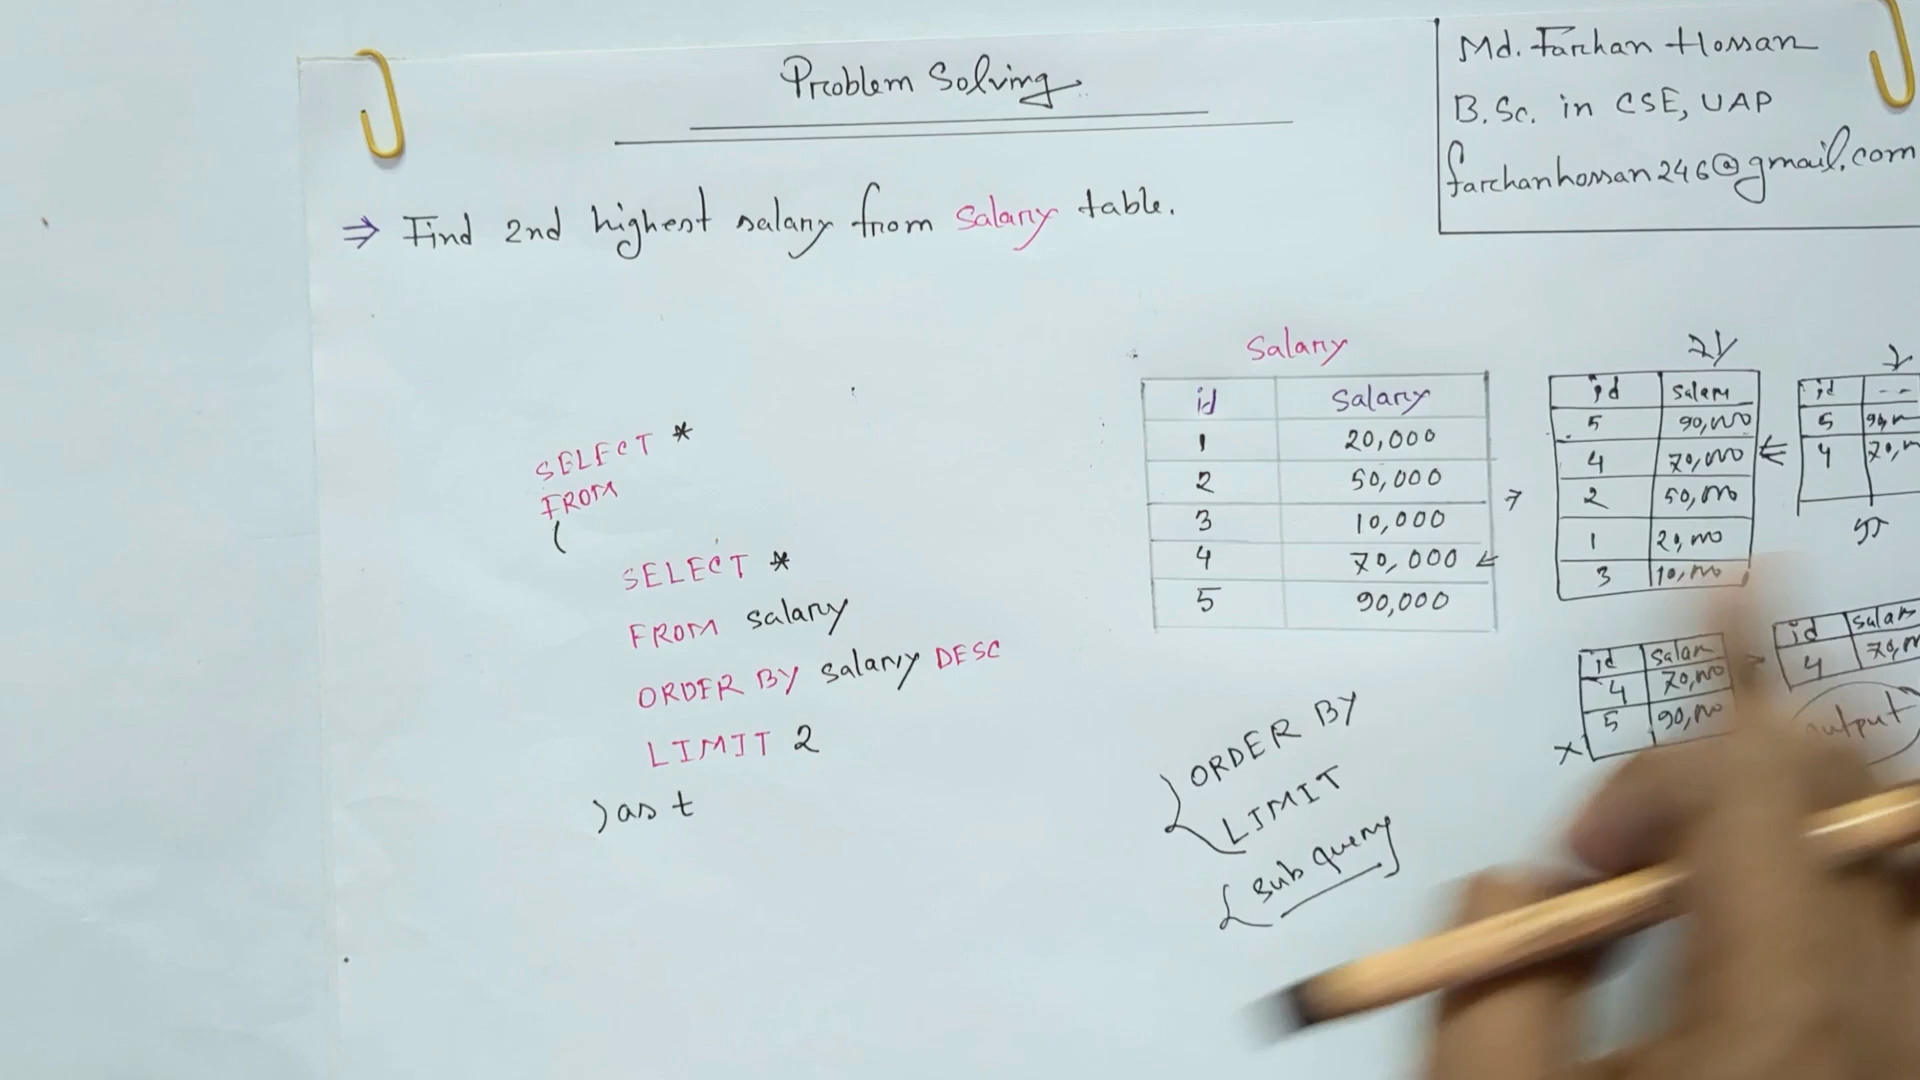 Problem Solving
Md. Farhan Hossan
B.Sc. in CSE, UAP
farhanhossan246@gmail.com
⇒ Find 2nd highest salary from Salary table.
SELECT *
FROM
(
SELECT *
FROM salary
ORDER BY salary DESC
LIMIT 2
) as t
Salary
id Salary
1 20,000
2 50,000
3 10,000
4 70,000
5 90,000
id
5 90,000
4 70,000
2 50,000
1 20,000
3 10,000
id --
5
4
id
4 70,000
5 90,000
id
4
output
ORDER BY
LIMIT
Sub query